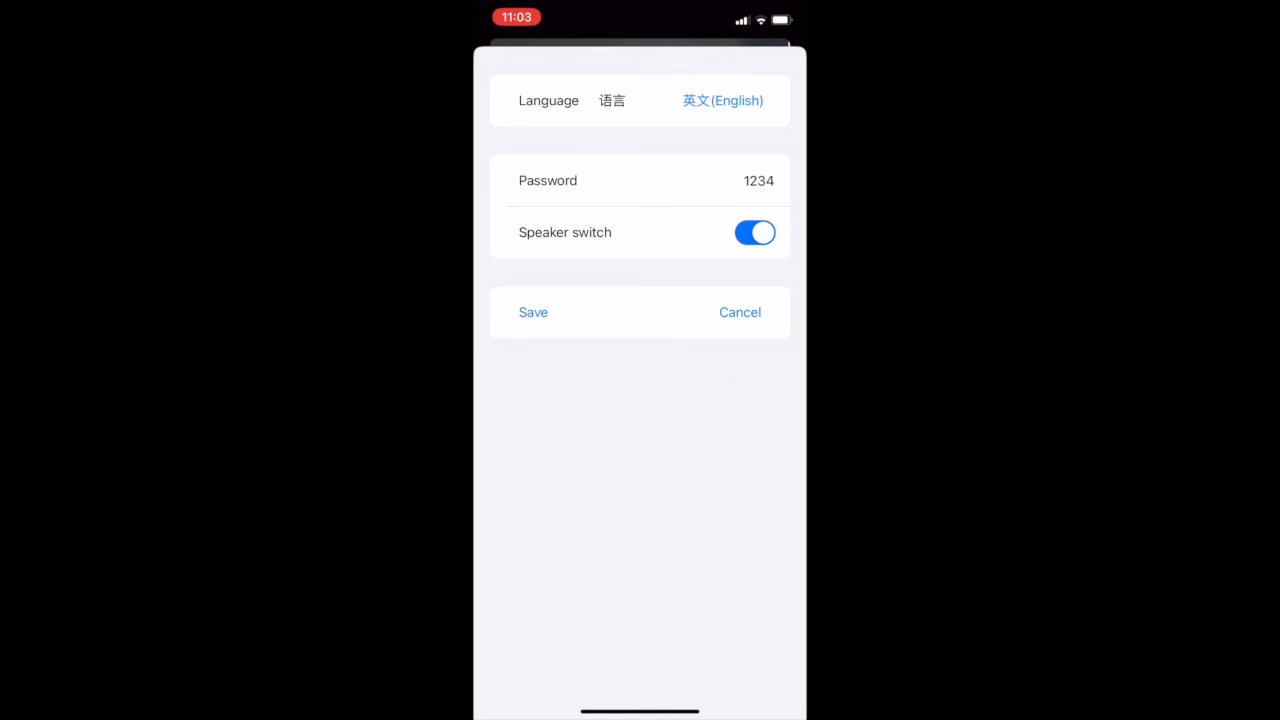 11:03
Language 语言 英文(English)
Password 1234
Speaker switch
Save Cancel